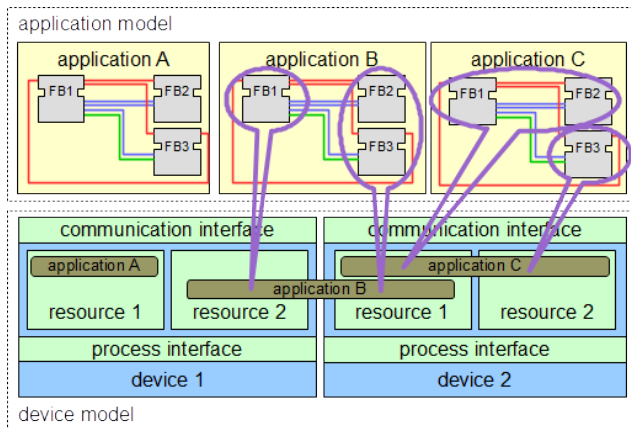 application model
application A
application B
application C
FB1
FB2
FB3
FB1
FB2
FB3
FB1
FB2
FB3
communication interface
communication interface
application A
application C
application B
resource 1
resource 2
resource 1
resource 2
process interface
process interface
device 1
device 2
device model